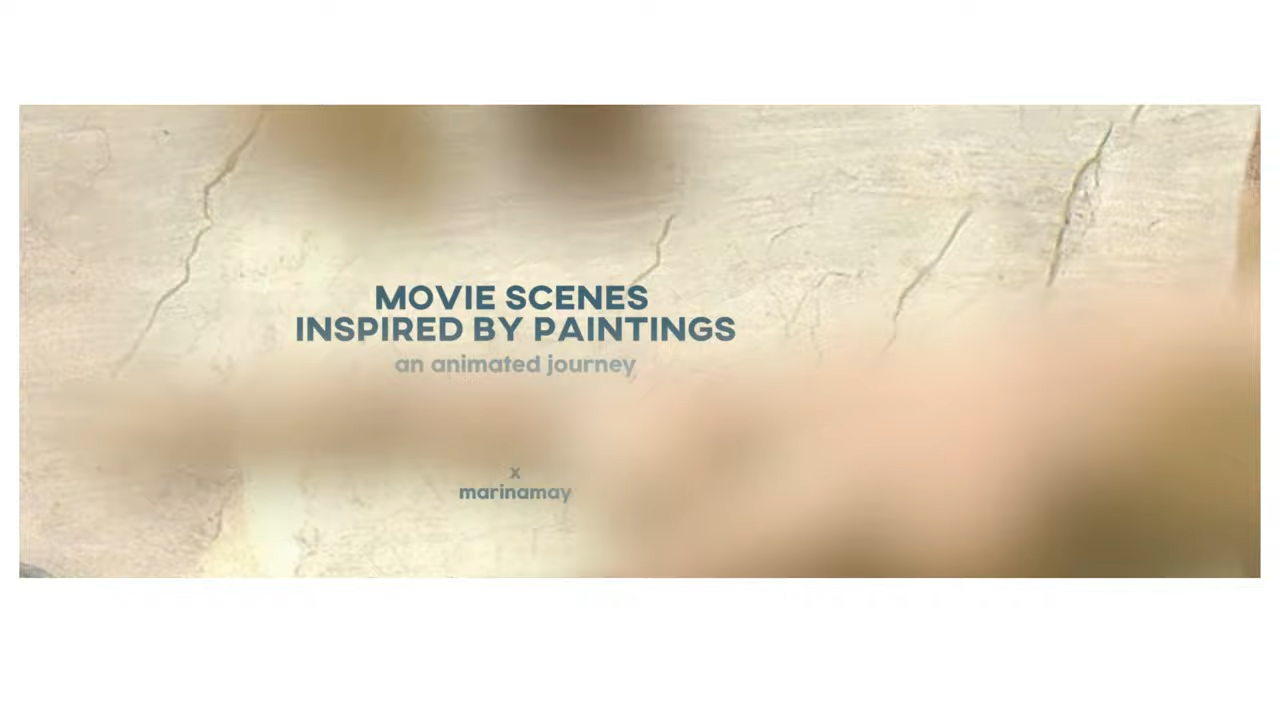 MOVIE SCENES
INSPIRED BY PAINTINGS
an animated journey
x
marinamay